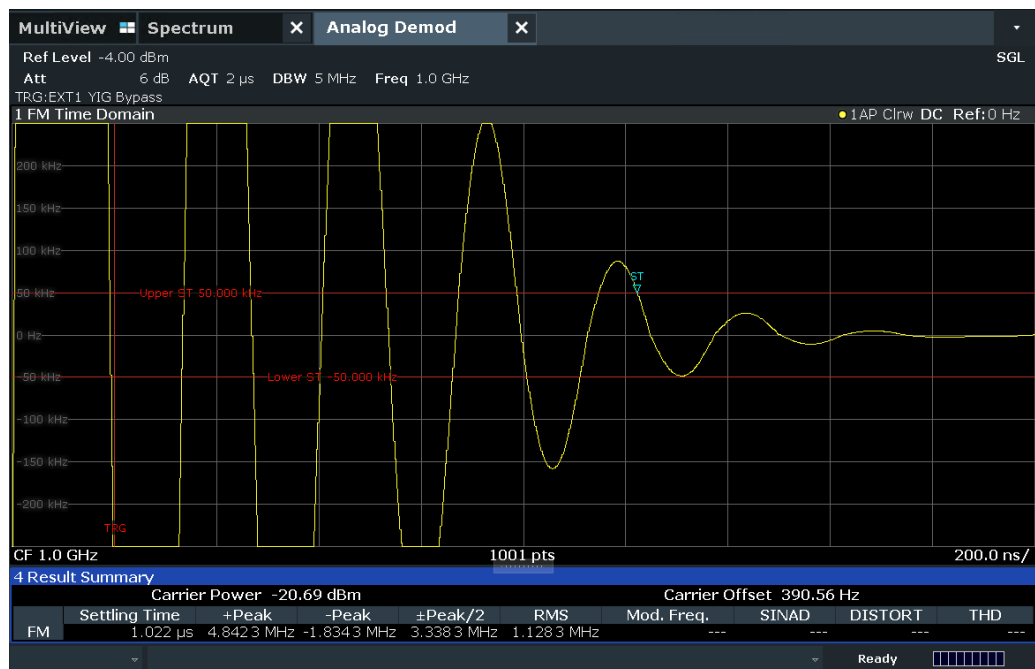 MultiView Spectrum X Analog Demod X
Ref Level -4.00 dBm SGL
Att 6 dB AQT 2 µs DBW 5 MHz Freq 1.0 GHz
TRG:EXT1 YIG Bypass
1 FM Time Domain 1AP Clrw DC Ref:0 Hz
200 kHz
150 kHz
100 kHz
50 kHz Upper ST 50.000 kHz ST
0 Hz
-50 kHz Lower ST -50.000 kHz
-100 kHz
-150 kHz
-200 kHz
TRG
CF 1.0 GHz 1001 pts 200.0 ns/
4 Result Summary
Carrier Power -20.69 dBm Carrier Offset 390.56 Hz
Settling Time +Peak -Peak ±Peak/2 RMS Mod. Freq. SINAD DISTORT THD
FM 1.022 µs 4.8423 MHz -1.8343 MHz 3.3383 MHz 1.1283 MHz --- --- --- ---
Ready